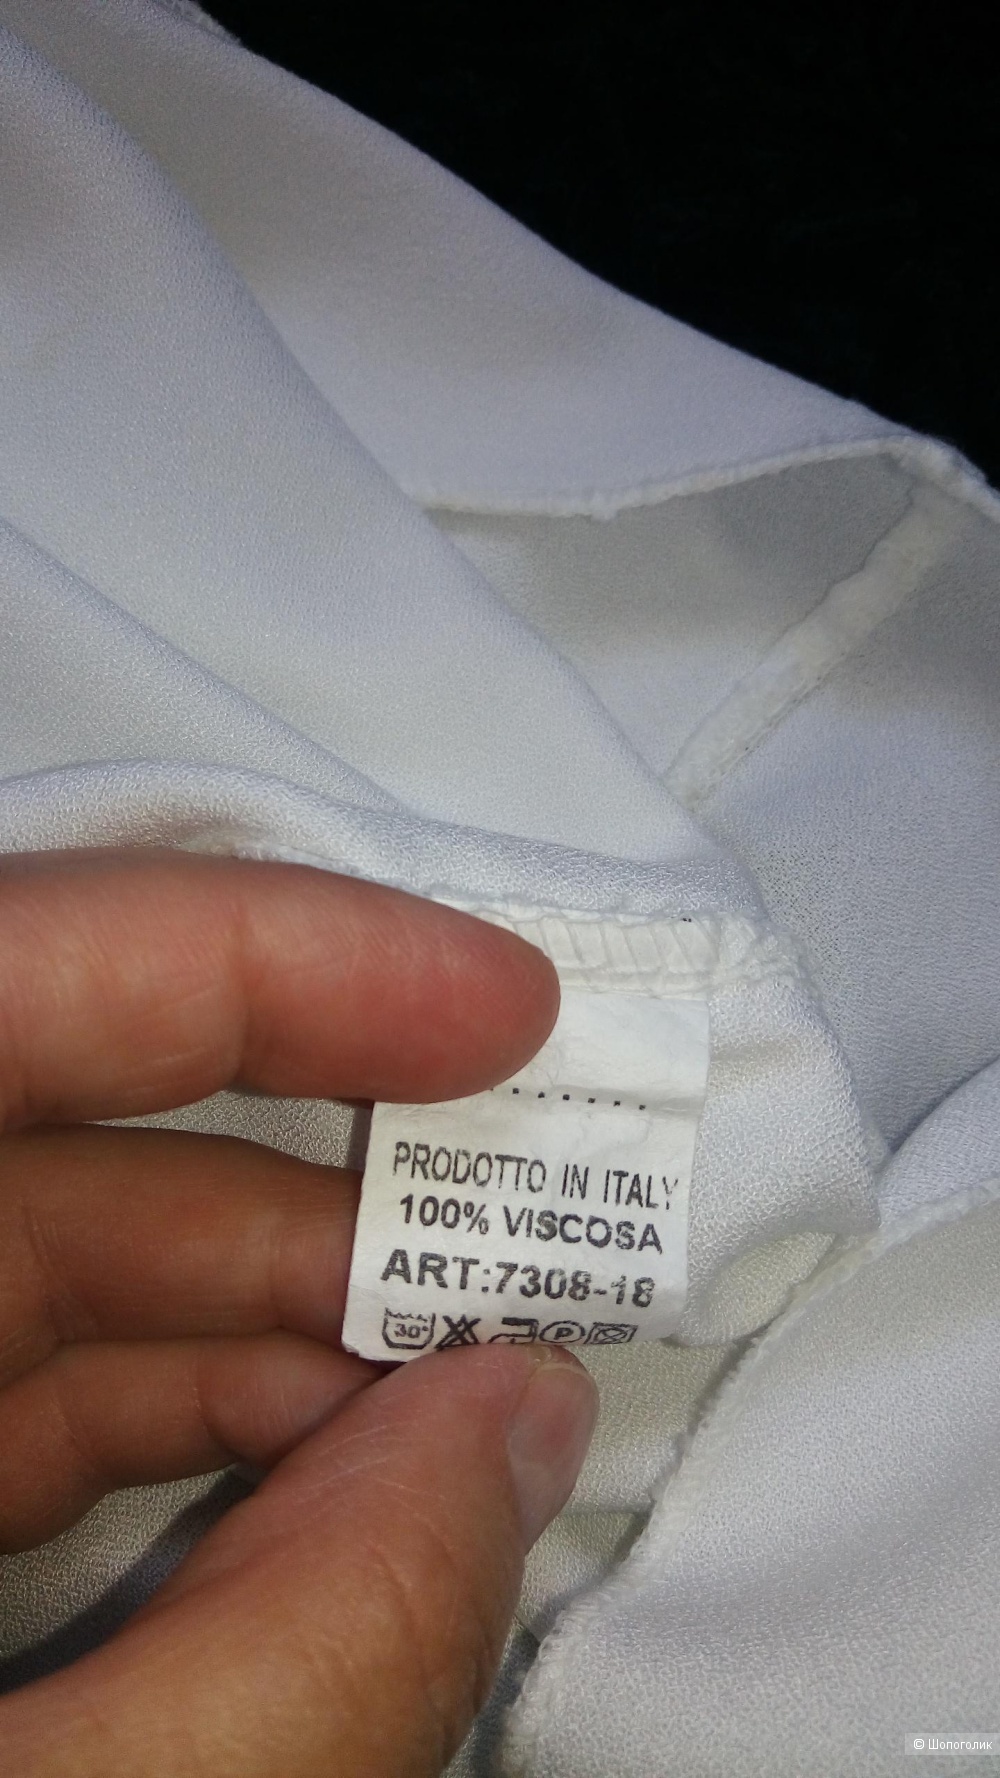 PRODOTTO IN ITALY
100% VISCOSA
ART:7308-18
30° P
© Шопоголик